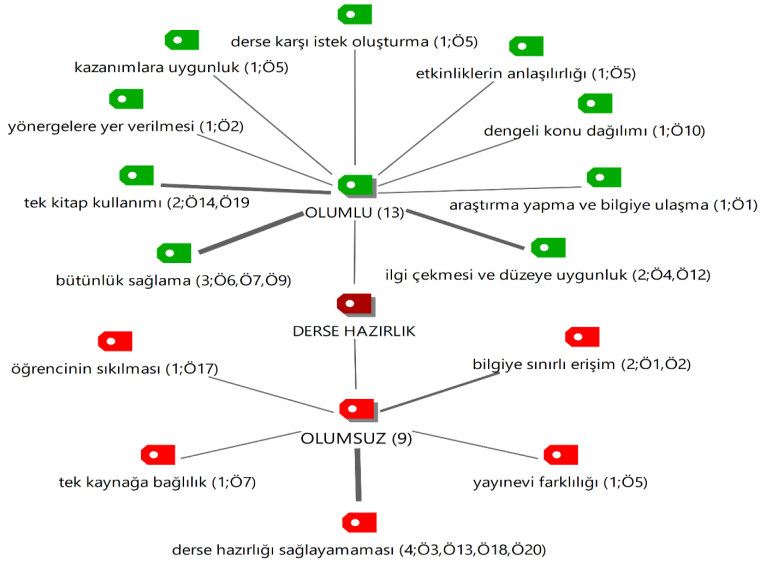 derse karşı istek oluşturma (1;Ö5)
kazanımlara uygunluk (1;Ö5)
etkinliklerin anlaşılırlığı (1;Ö5)
yönergelere yer verilmesi (1;Ö2)
dengeli konu dağılımı (1;Ö10)
tek kitap kullanımı (2;Ö14,Ö19
araştırma yapma ve bilgiye ulaşma (1;Ö1)
OLUMLU (13)
bütünlük sağlama (3;Ö6,Ö7,Ö9)
ilgi çekmesi ve düzeye uygunluk (2;Ö4,Ö12)
DERSE HAZIRLIK
öğrencinin sıkılması (1;Ö17)
bilgiye sınırlı erişim (2;Ö1,Ö2)
OLUMSUZ (9)
tek kaynağa bağlılık (1;Ö7)
yayınevi farklılığı (1;Ö5)
derse hazırlığı sağlayamaması (4;Ö3,Ö13,Ö18,Ö20)